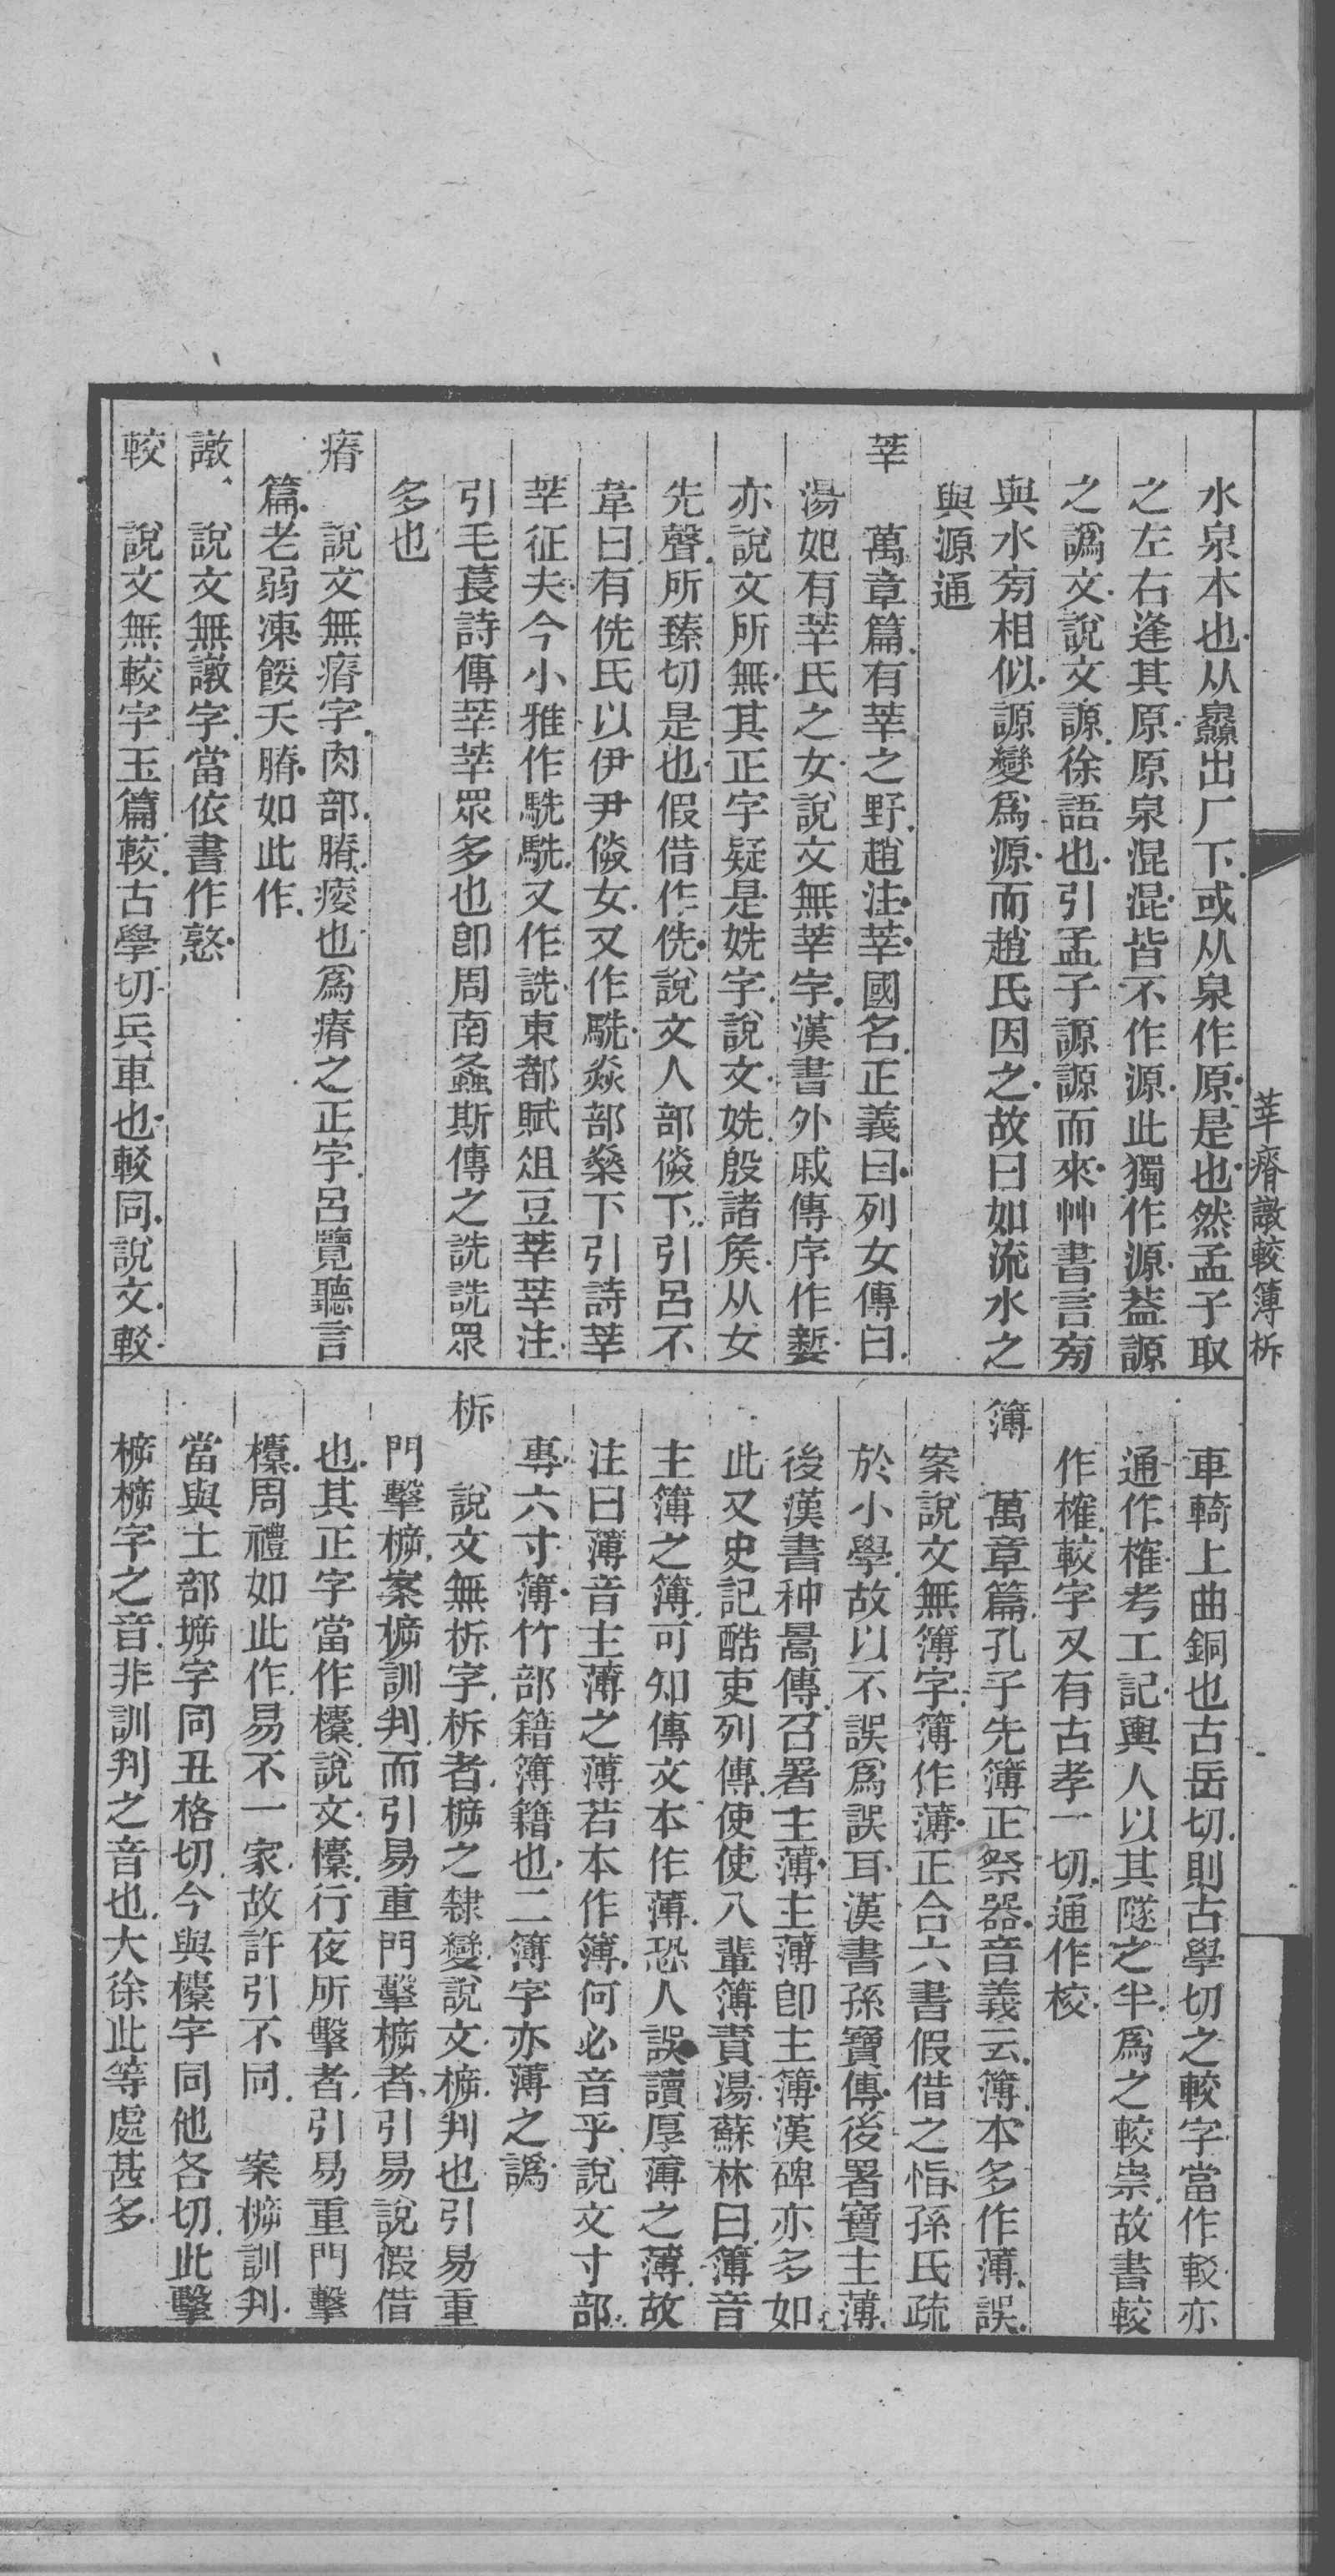 莘瘠譈較簿柝
水泉本也从灥出厂下或从泉作原是也然孟子取
之左右逢其原原泉混混皆不作源此獨作源葢謜
之譌文說文謜徐語也引孟子謜謜而來艸書言㫄
與水㫄相似謜變爲源而趙氏因之故曰如流水之
與源通
莘　萬章篇有莘之野趙注莘國名正義曰列女傳曰
湯妃有莘氏之女說文無莘字漢書外戚傳序作㜪
亦說文所無其正字疑是姺字說文姺殷諸矦从女
先聲所臻切是也假借作侁說文人部㑞下引呂不
韋曰有侁氏以伊尹㑞女又作駪焱部燊下引詩莘
莘征夫今小雅作駪駪又作詵東都賦俎豆莘莘注
引毛萇詩傳莘莘眾多也卽周南螽斯傳之詵詵眾
多也
瘠　說文無瘠字肉部膌瘦也爲瘠之正字呂覽聽言
篇老弱凍餒夭膌如此作
譈　說文無譈字當依書作憝
較　說文無較字玉篇較古學切兵車也較同說文較
車輢上曲銅也古岳切則古學切之較字當作較亦
通作榷考工記輿人以其隧之半爲之較祟故書較
作榷較字又有古孝一切通作校
簿　萬章篇孔子先簿正祭器音義云簿本多作薄誤
案說文無簿字簿作薄正合六書假借之恉孫氏疏
於小學故以不誤爲誤耳漢書孫寶傳後署寶主薄
後漢書种暠傳召署主薄主薄卽主簿漢碑亦多如
此又史記酷吏列傳使使八輩簿責湯蘇林曰簿音
主簿之簿可知傳文本作薄恐人誤讀厚薄之薄故
注曰薄音主薄之薄若本作簿何必音乎說文寸部
專六寸簿竹部籍簿籍也二簿字亦薄之譌
柝　說文無柝字柝者㯌之隸變說文㯌判也引易重
門擊㯌案㯌訓判而引易重門擊㯌者引易說假借
也其正字當作㯓說文㯓行夜所擊者引易重門擊
㯓周禮如此作易不一家故許引不同　案㯌訓判
當與土部㙸字同丑格切今與㯓字同他各切此擊
㯌㯌字之音非訓判之音也大徐此等處甚多